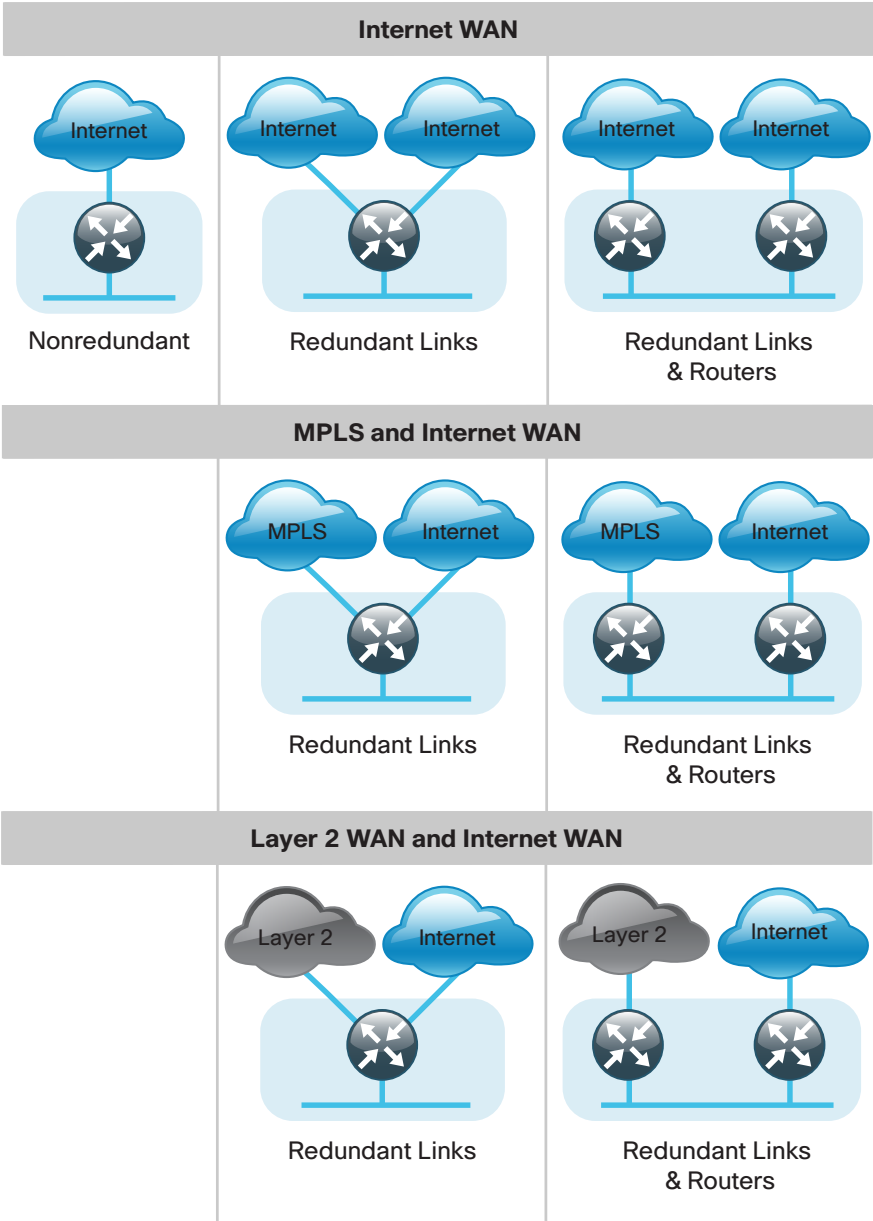 Internet WAN
Internet
Internet
Internet
Internet
Internet
Nonredundant
Redundant Links
Redundant Links
& Routers
MPLS and Internet WAN
MPLS
Internet
MPLS
Internet
Redundant Links
Redundant Links
& Routers
Layer 2 WAN and Internet WAN
Layer 2
Internet
Layer 2
Internet
Redundant Links
Redundant Links
& Routers